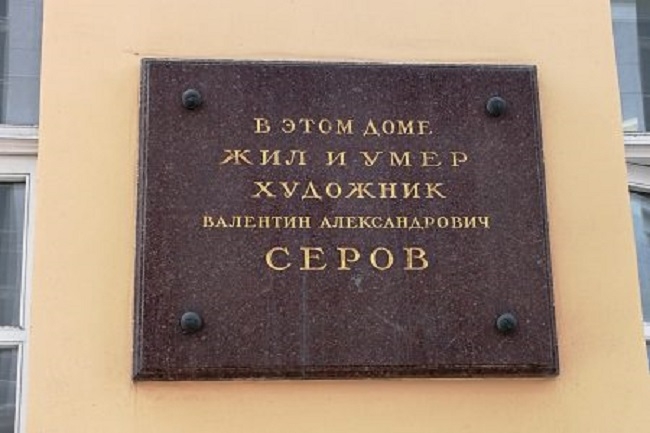 В ЭТОМ ДОМЕ
ЖИЛ И УМЕР
ХУДОЖНИК
ВАЛЕНТИН АЛЕКСАНДРОВИЧ
СЕРОВ